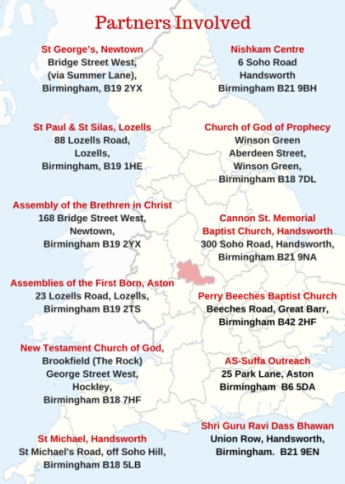 Partners Involved
St George's, Newtown
Bridge Street West,
(via Summer Lane),
Birmingham, B19 2YX
St Paul & St Silas, Lozells
88 Lozells Road,
Lozells,
Birmingham, B19 1HE
Assembly of the Brethren in Christ
168 Bridge Street West,
Newtown,
Birmingham B19 2YX
Assemblies of the First Born, Aston
23 Lozells Road, Lozells,
Birmingham B19 2TS
New Testament Church of God,
Brookfield (The Rock)
George Street West,
Hockley,
Birmingham B18 7HF
St Michael, Handsworth
St Michael's Road, off Soho Hill,
Birmingham B18 5LB
Nishkam Centre
6 Soho Road
Handsworth
Birmingham B21 9BH
Church of God of Prophecy
Winson Green
Aberdeen Street,
Winson Green,
Birmingham B18 7DL
Cannon St. Memorial
Baptist Church, Handsworth
300 Soho Road, Handsworth,
Birmingham B21 9NA
Perry Beeches Baptist Church
Beeches Road, Great Barr,
Birmingham B42 2HF
AS-Suffa Outreach
25 Park Lane, Aston
Birmingham B6 5DA
Shri Guru Ravi Dass Bhawan
Union Row, Handsworth,
Birmingham. B21 9EN